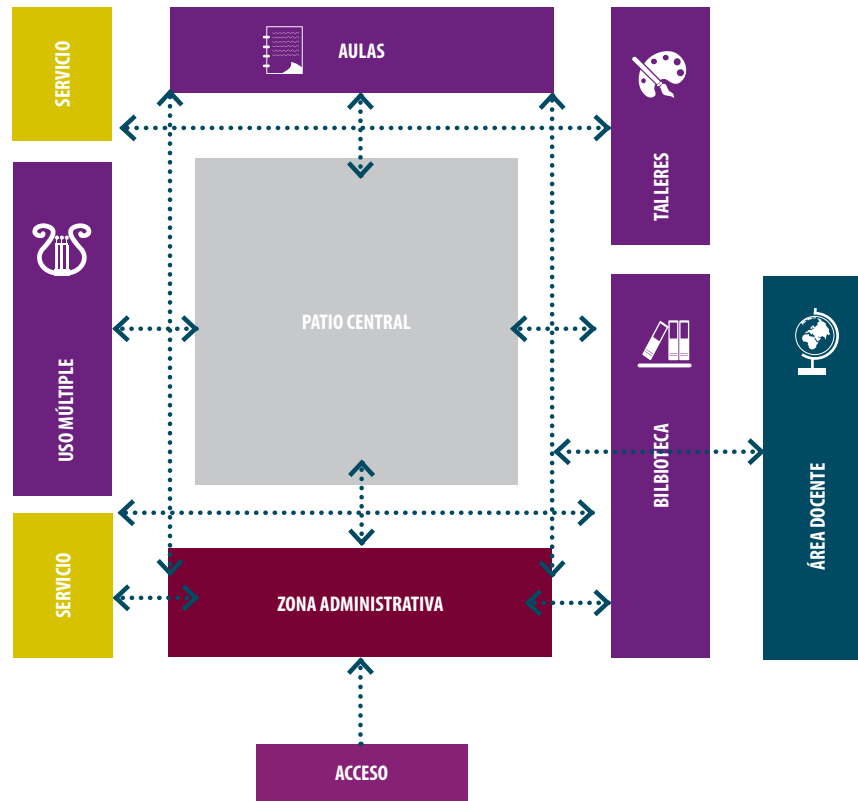 SERVICIO
AULAS
TALLERES
USO MÚLTIPLE
PATIO CENTRAL
BILBIOTECA
ÁREA DOCENTE
SERVICIO
ZONA ADMINISTRATIVA
ACCESO